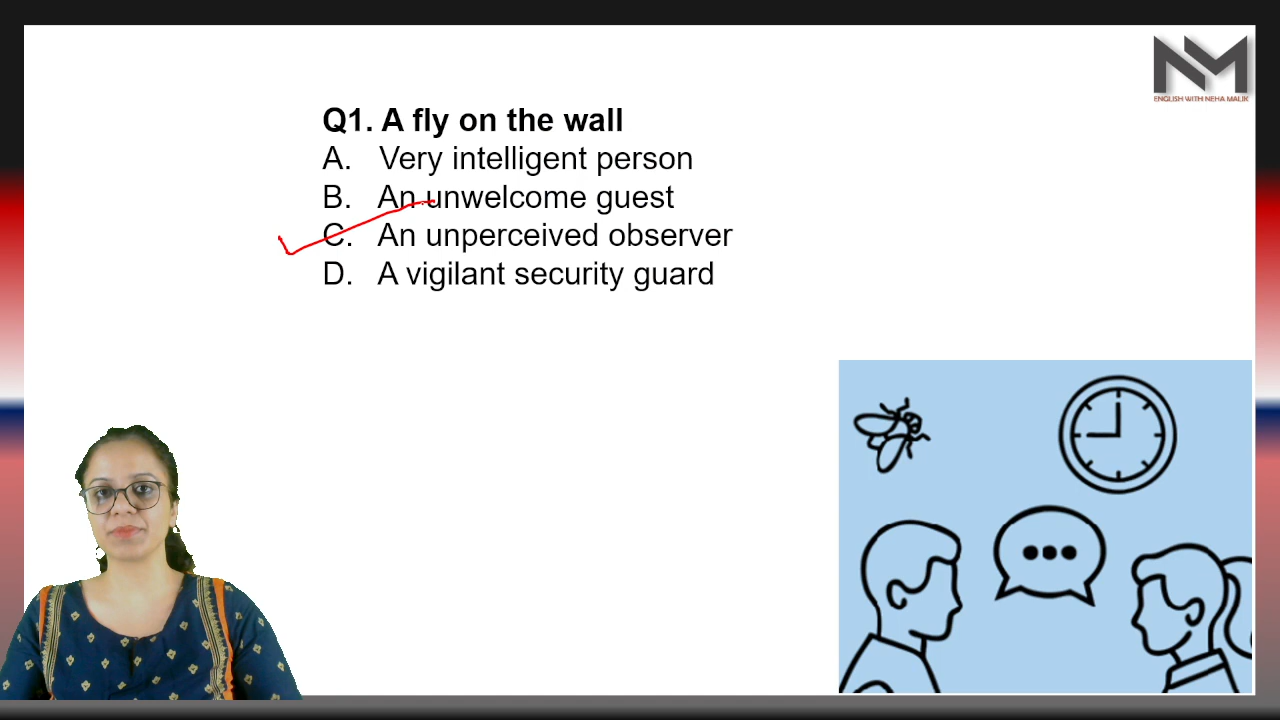 ENGLISH WITH NEHA MALIK
Q1. A fly on the wall
A. Very intelligent person
B. An unwelcome guest
C. An unperceived observer
D. A vigilant security guard